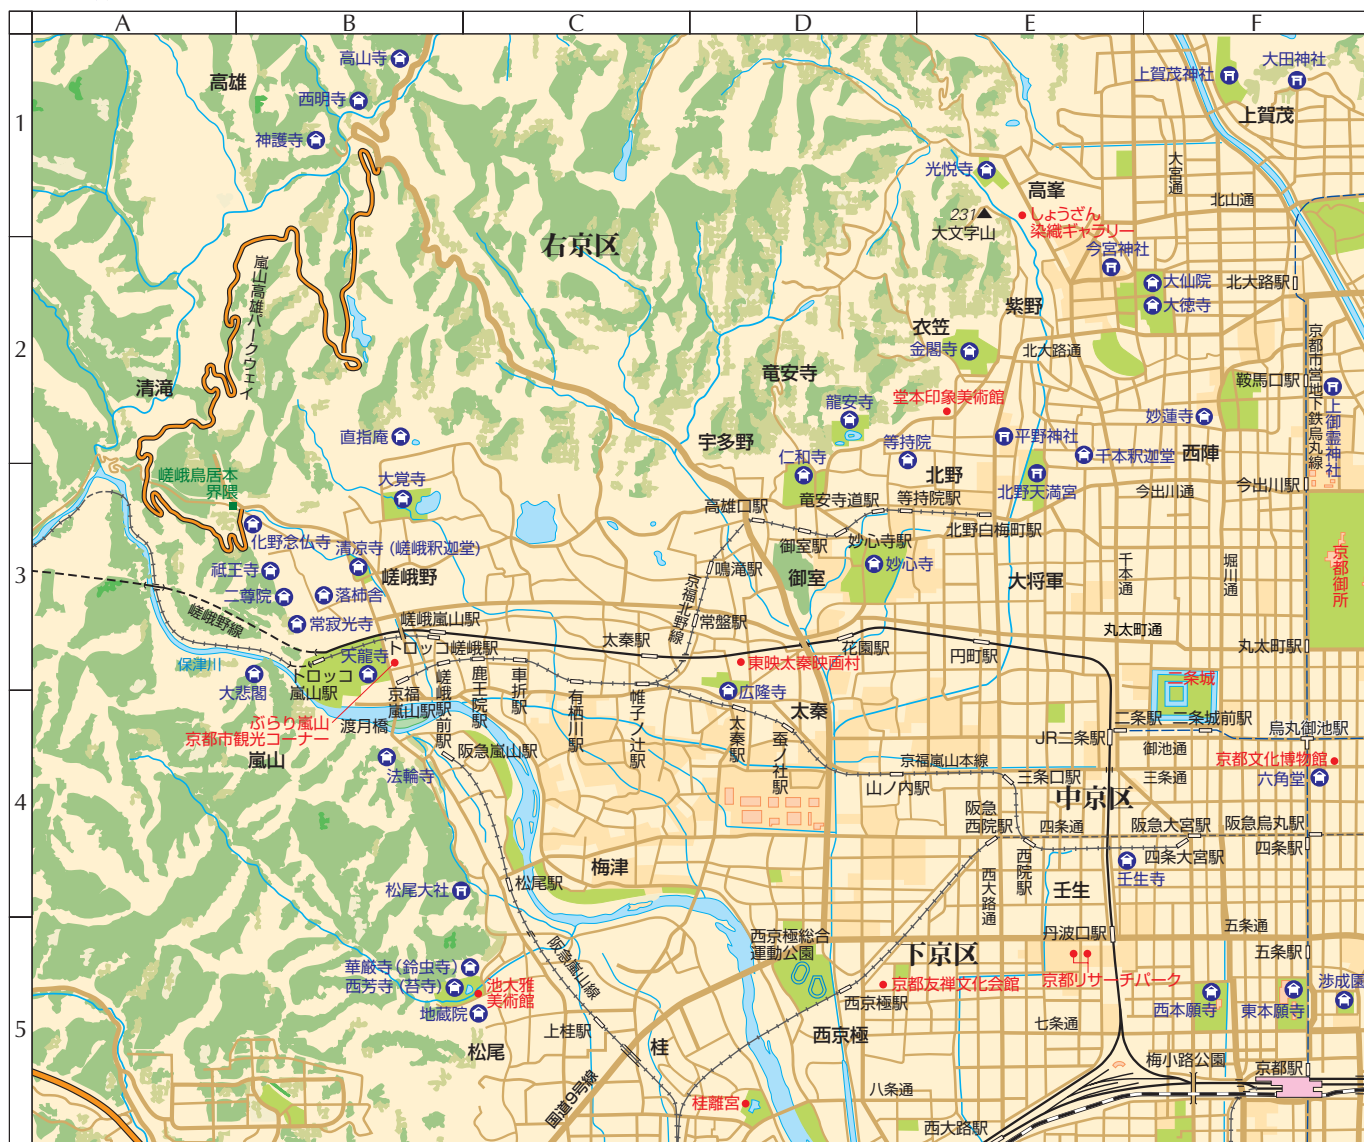 A
B
C
D
E
F
1
2
3
4
5
高山寺
高雄
西明寺
神護寺
上賀茂神社
大田神社
上賀茂
光悦寺
高峯
大宮通
北山通
231
大文字山
しょうざん
染織ギャラリー
右京区
今宮神社
嵐山高雄パークウェイ
大仙院
北大路駅
大徳寺
紫野
衣笠
金閣寺
北大路通
京都市営地下鉄烏丸線
清滝
竜安寺
鞍馬口駅
上御霊神社
堂本印象美術館
龍安寺
妙蓮寺
直指庵
宇多野
等持院
平野神社
千本釈迦堂
西陣
仁和寺
北野
嵯峨鳥居本
界隈
大覚寺
北野天満宮
今出川通
今出川駅
高雄口駅
竜安寺道駅
等持院駅
北野白梅町駅
化野念仏寺
清涼寺(嵯峨釈迦堂)
御室駅
妙心寺駅
妙心寺
祇王寺
嵯峨野
鳴滝駅
御室
大将軍
千本通
堀川通
京都御所
二尊院
落柿舎
京福北野線
常寂光寺
嵯峨野線
嵯峨嵐山駅
常盤駅
太秦駅
丸太町通
丸太町駅
トロッコ嵯峨駅
花園駅
円町駅
保津川
天龍寺
東映太秦映画村
大悲閣
トロッコ
嵐山駅
京福
嵐山駅
嵯峨駅前駅
鹿王院駅
車折駅
有栖川駅
帷子ノ辻駅
広隆寺
太秦
太秦駅
蚕ノ社駅
二条城
ぶらり嵐山
京都市観光コーナー
渡月橋
二条駅
二条城前駅
烏丸御池駅
JR二条駅
御池通
嵐山
法輪寺
阪急嵐山駅
京福嵐山本線
京都文化博物館
山ノ内駅
三条口駅
三条通
六角堂
中京区
阪急
西院駅
四条通
阪急大宮駅
阪急烏丸駅
四条駅
梅津
西院駅
四条大宮駅
壬生寺
松尾大社
松尾駅
西大路通
壬生
五条通
西京極総合
運動公園
丹波口駅
下京区
五条駅
阪急嵐山線
華厳寺(鈴虫寺)
西芳寺(苔寺)
池大雅
美術館
京都友禅文化会館
京都リサーチパーク
渉成園
地蔵院
西京極駅
西本願寺
東本願寺
上桂駅
西京極
七条通
松尾
桂
梅小路公園
京都駅
国道9号線
桂離宮
八条通
西大路駅